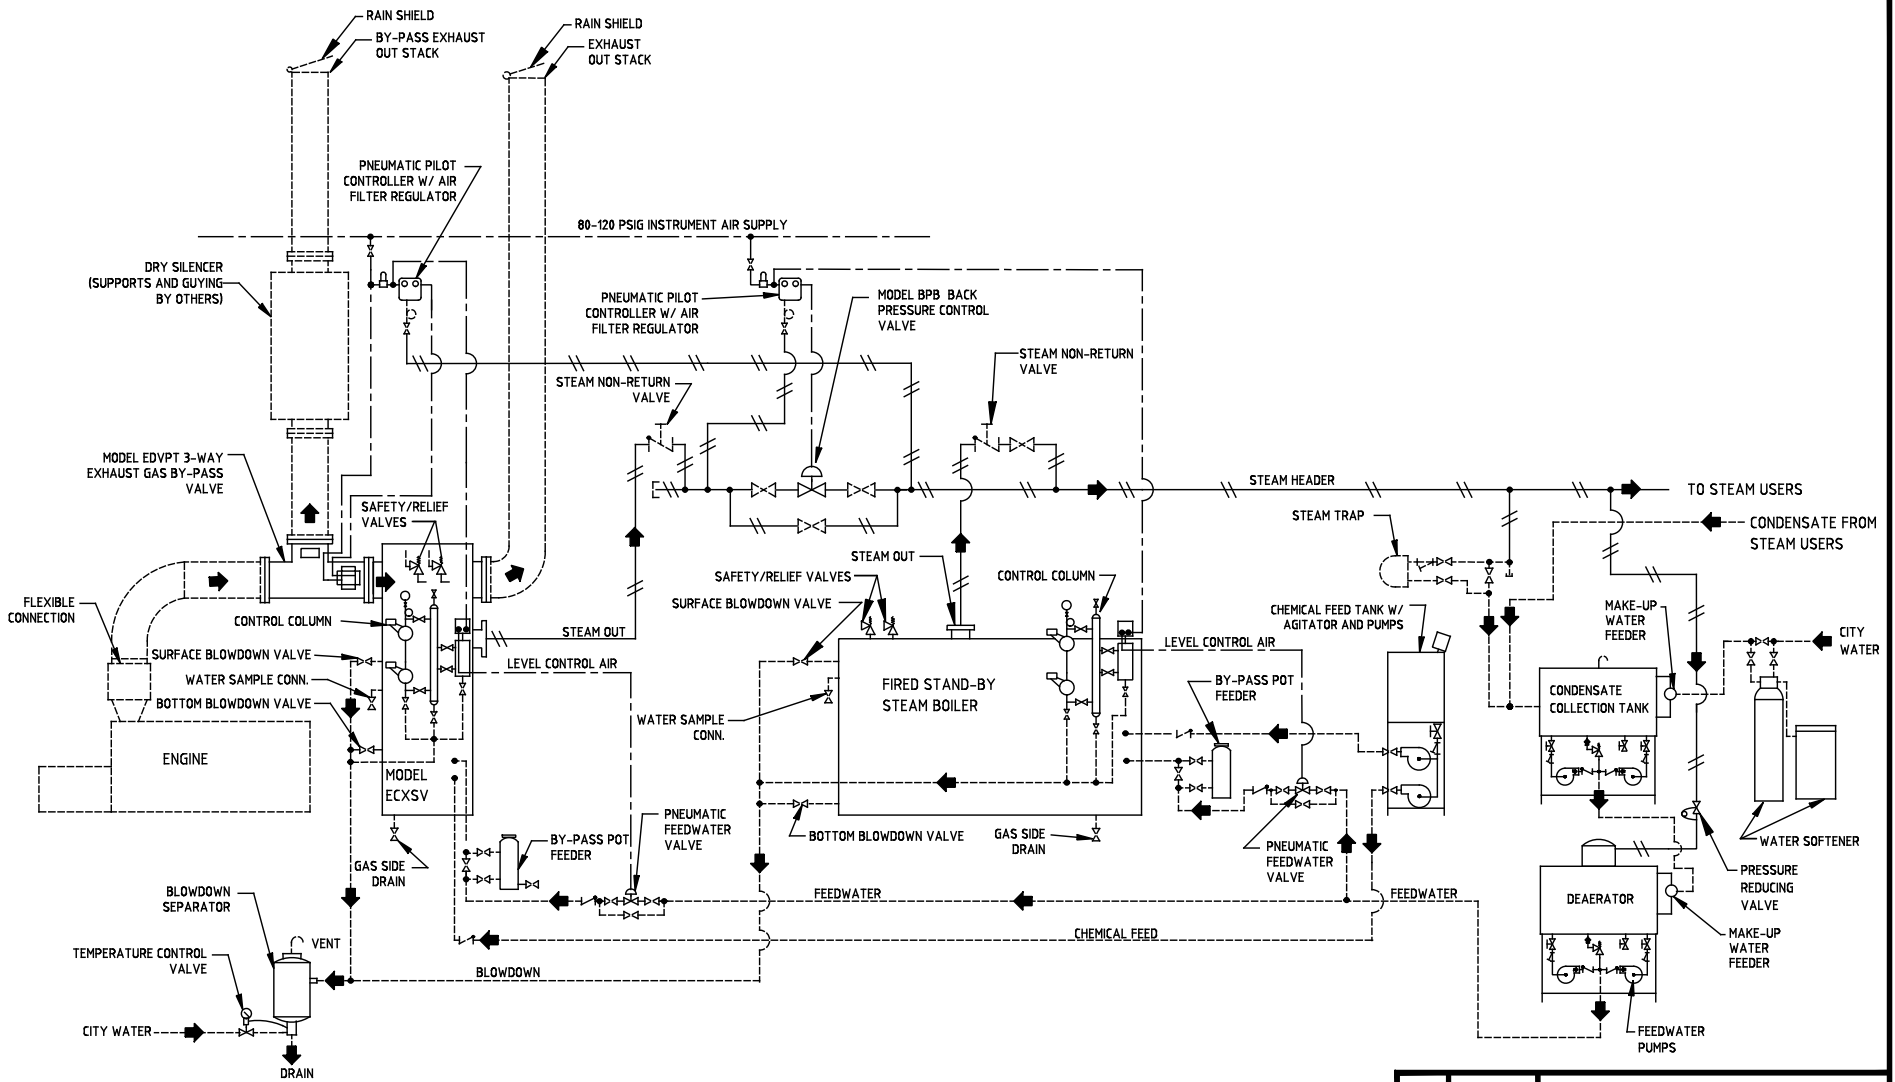 RAIN SHIELD
BY-PASS EXHAUST
OUT STACK
RAIN SHIELD
EXHAUST
OUT STACK
PNEUMATIC PILOT
CONTROLLER W/ AIR
FILTER REGULATOR
80-120 PSIG INSTRUMENT AIR SUPPLY
DRY SILENCER
(SUPPORTS AND GUYING
BY OTHERS)
PNEUMATIC PILOT
CONTROLLER W/ AIR
FILTER REGULATOR
MODEL BPB BACK
PRESSURE CONTROL
VALVE
STEAM NON-RETURN
VALVE
STEAM NON-RETURN
VALVE
MODEL EDVPT 3-WAY
EXHAUST GAS BY-PASS
VALVE
SAFETY/RELIEF
VALVES
STEAM HEADER
TO STEAM USERS
STEAM TRAP
CONDENSATE FROM
STEAM USERS
STEAM OUT
SAFETY/RELIEF VALVES
CONTROL COLUMN
SURFACE BLOWDOWN VALVE
FLEXIBLE
CONNECTION
CONTROL COLUMN
STEAM OUT
CHEMICAL FEED TANK W/
AGITATOR AND PUMPS
MAKE-UP
WATER
FEEDER
CITY
WATER
SURFACE BLOWDOWN VALVE
LEVEL CONTROL AIR
LEVEL CONTROL AIR
WATER SAMPLE CONN.
BOTTOM BLOWDOWN VALVE
FIRED STAND-BY
STEAM BOILER
BY-PASS POT
FEEDER
CONDENSATE
COLLECTION TANK
WATER SAMPLE
CONN.
ENGINE
MODEL
ECXSV
PNEUMATIC
FEEDWATER
VALVE
BOTTOM BLOWDOWN VALVE
GAS SIDE
DRAIN
PNEUMATIC
FEEDWATER
VALVE
WATER SOFTENER
BY-PASS POT
FEEDER
GAS SIDE
DRAIN
PRESSURE
REDUCING
VALVE
BLOWDOWN
SEPARATOR
FEEDWATER
FEEDWATER
DEAERATOR
CHEMICAL FEED
MAKE-UP
WATER
FEEDER
VENT
TEMPERATURE CONTROL
VALVE
BLOWDOWN
CITY WATER
FEEDWATER
PUMPS
DRAIN